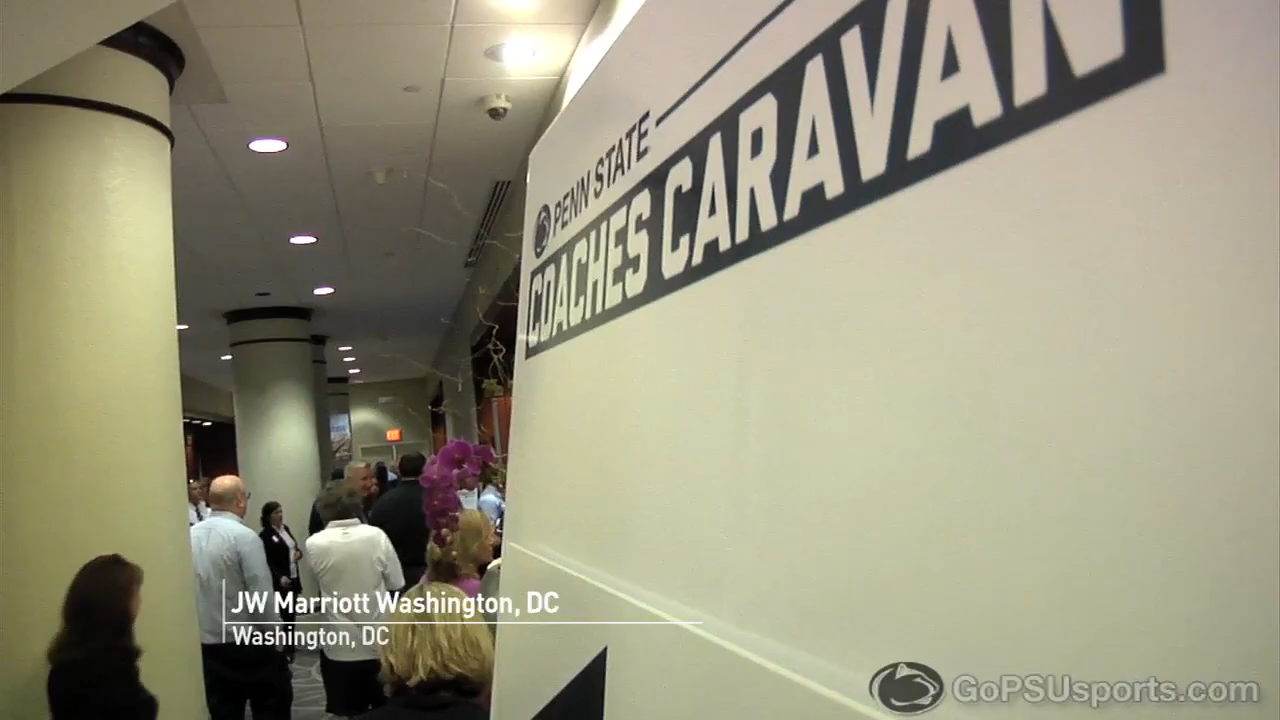 PENN STATE
COACHES CARAVAN
JW Marriott Washington, DC
Washington, DC
GoPSUsports.com